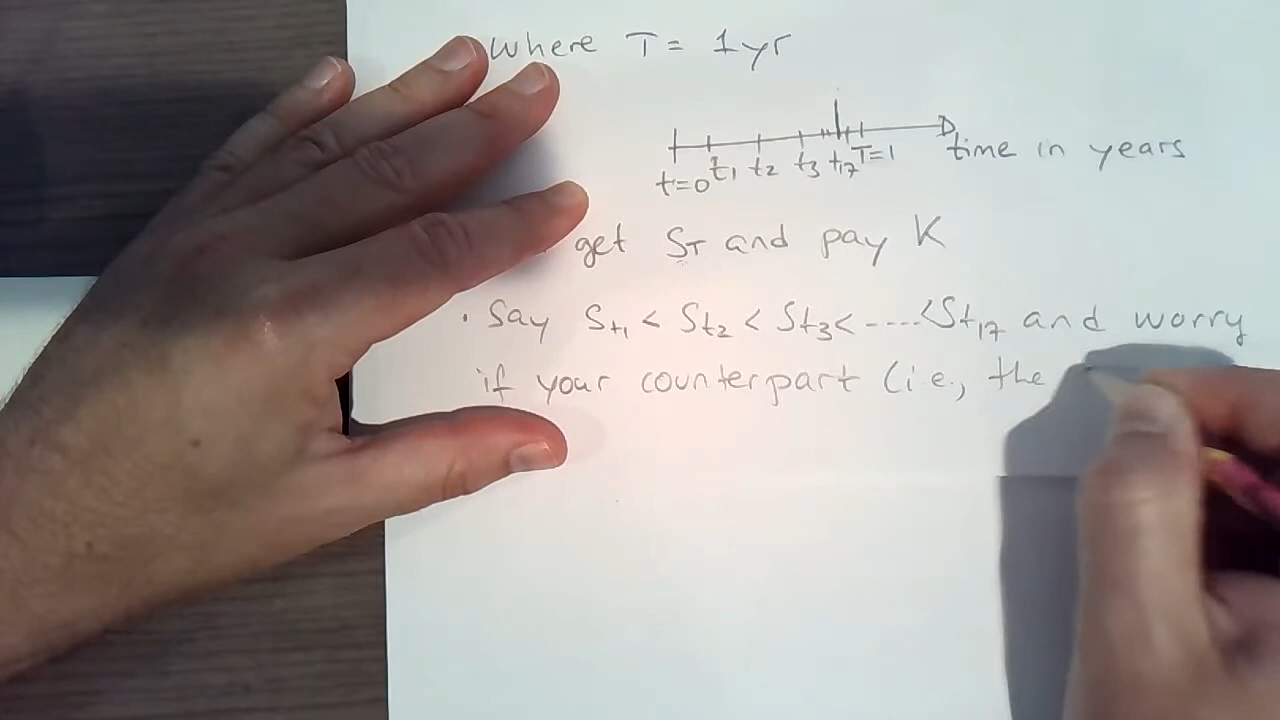 where T = 1yr
t=0 t1 t2 t3 t17 T=1 time in years
get ST and pay K
· Say St1 < St2 < St3 < ----- < St17 and worry
if your counterpart (i.e., the